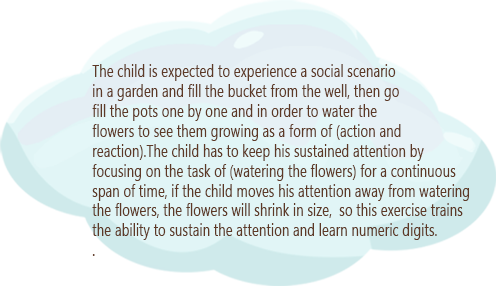 The child is expected to experience a social scenario
in a garden and fill the bucket from the well, then go
fill the pots one by one and in order to water the
flowers to see them growing as a form of (action and
reaction).The child has to keep his sustained attention by
focusing on the task of (watering the flowers) for a continuous
span of time, if the child moves his attention away from watering
the flowers, the flowers will shrink in size,  so this exercise trains
the ability to sustain the attention and learn numeric digits.
.